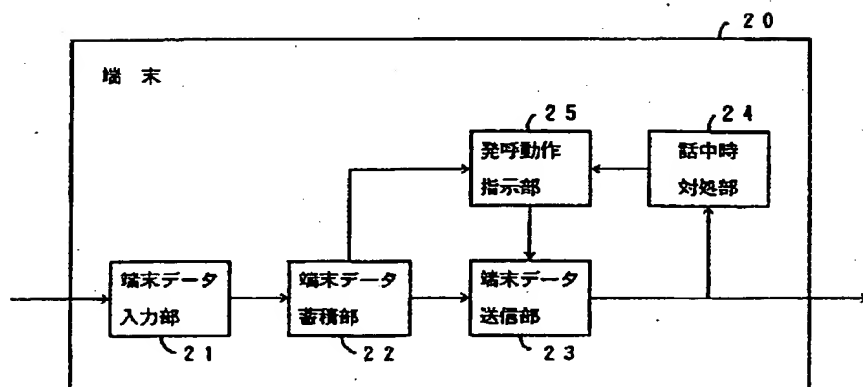 20
端 末
25
24
発呼動作
指示部
話中時
対処部
端末データ
入力部
端末データ
蓄積部
端末データ
送信部
21
22
23